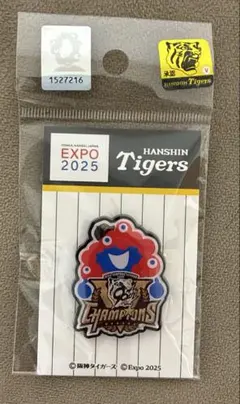 1527216
承認
HANSHIN Tigers
OSAKA, KANSAI, JAPAN
EXPO
2025
HANSHIN
Tigers
CHAMPIONS
©阪神タイガース ©Expo 2025